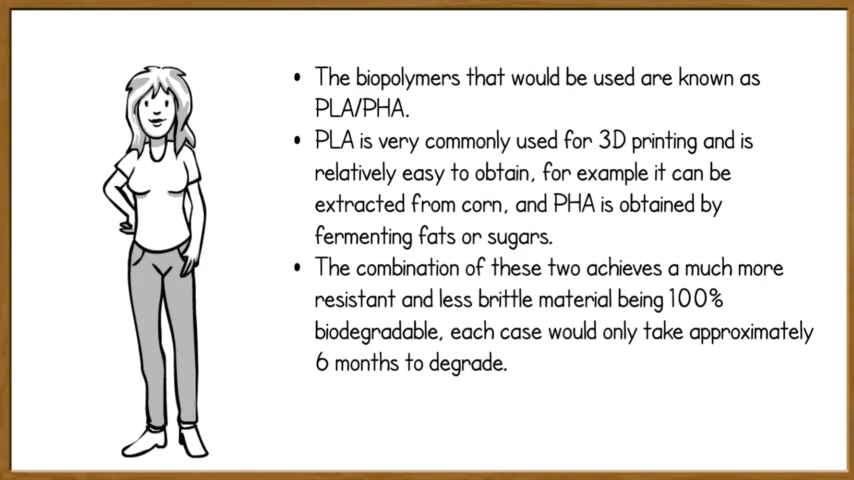 • The biopolymers that would be used are known as
PLA/PHA.
• PLA is very commonly used for 3D printing and is
relatively easy to obtain, for example it can be
extracted from corn, and PHA is obtained by
fermenting fats or sugars.
• The combination of these two achieves a much more
resistant and less brittle material being 100%
biodegradable, each case would only take approximately
6 months to degrade.